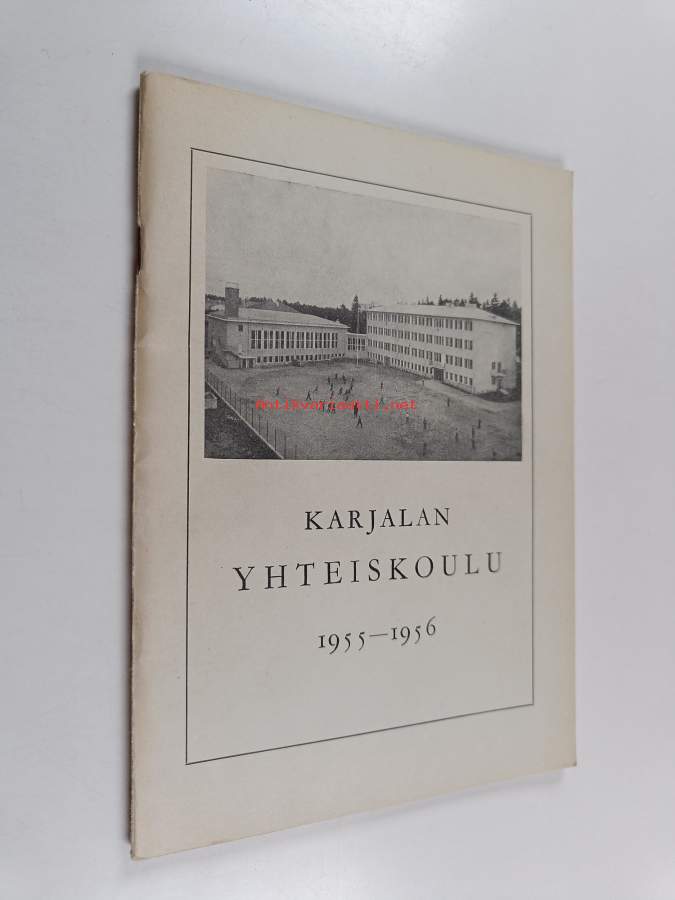 Antikvariaatti.net
KARJALAN
YHTEISKOULU
1955—1956